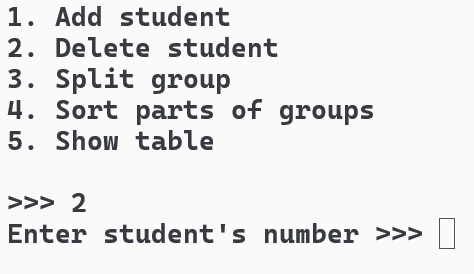 1. Add student
2. Delete student
3. Split group
4. Sort parts of groups
5. Show table
>>> 2
Enter student's number >>>